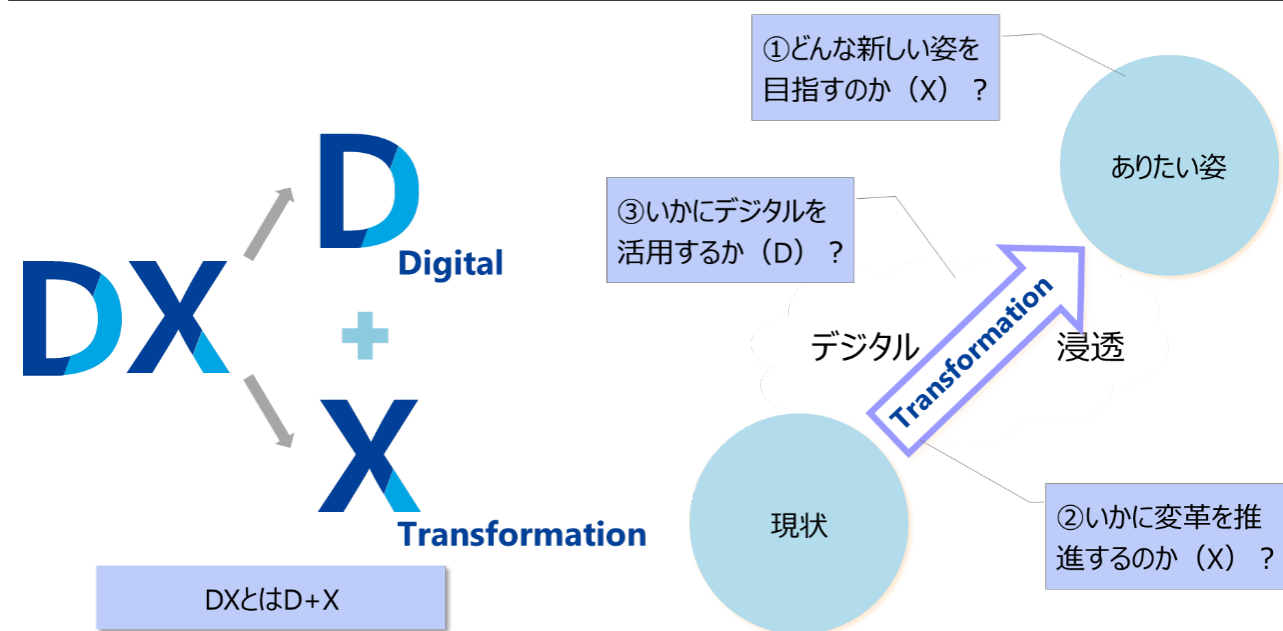 DX
D
Digital
+
X
Transformation
DXとはD+X
①どんな新しい姿を
目指すのか（X）？
ありたい姿
③いかにデジタルを
活用するか（D）？
デジタル
Transformation
浸透
現状
②いかに変革を推
進するのか（X）？